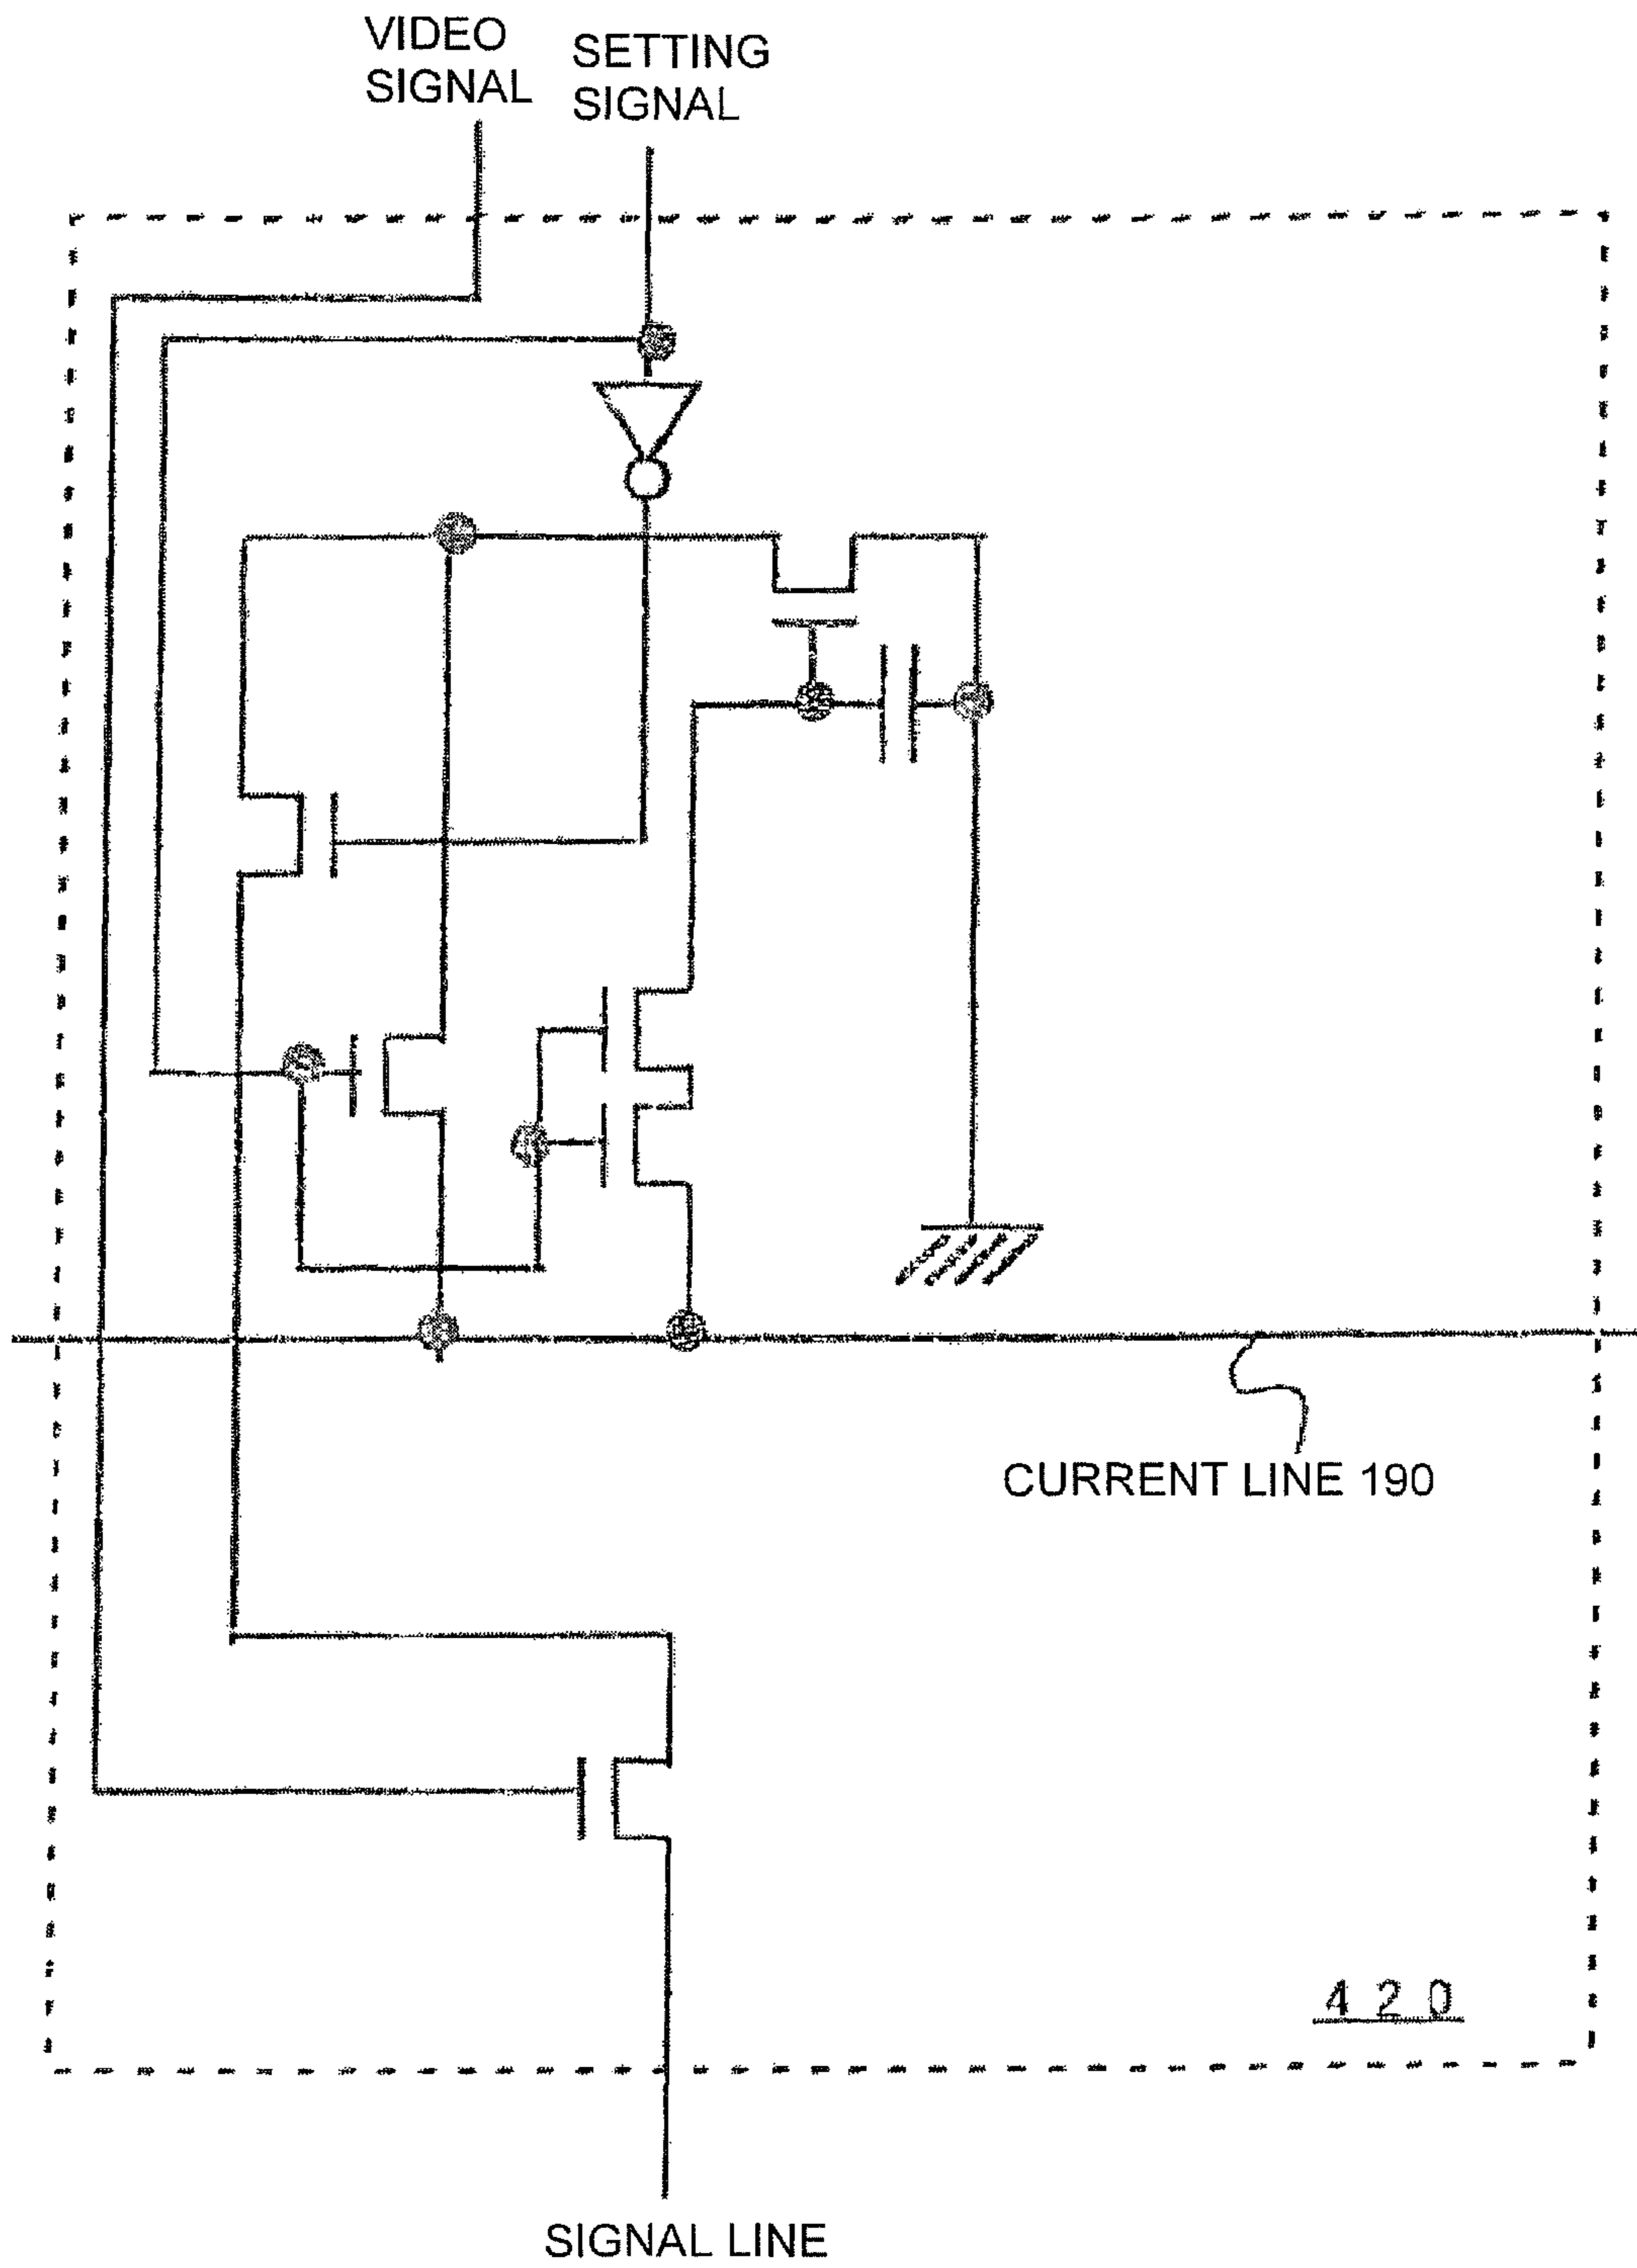 VIDEO
SIGNAL
SETTING
SIGNAL
CURRENT LINE 190
420
SIGNAL LINE